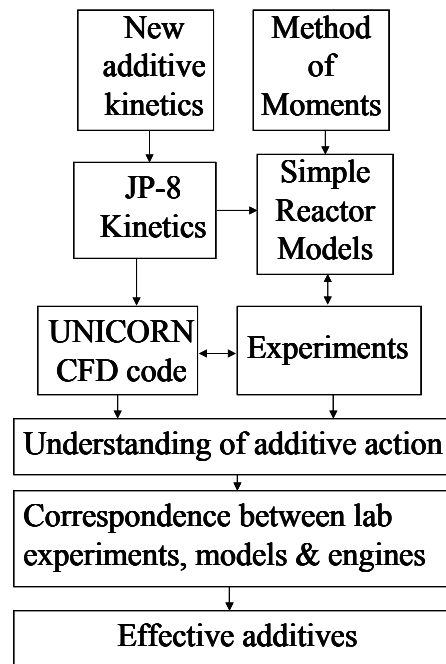 New
additive
kinetics
Method
of
Moments
JP-8
Kinetics
Simple
Reactor
Models
UNICORN
CFD code
Experiments
Understanding of additive action
Correspondence between lab
experiments, models & engines
Effective additives